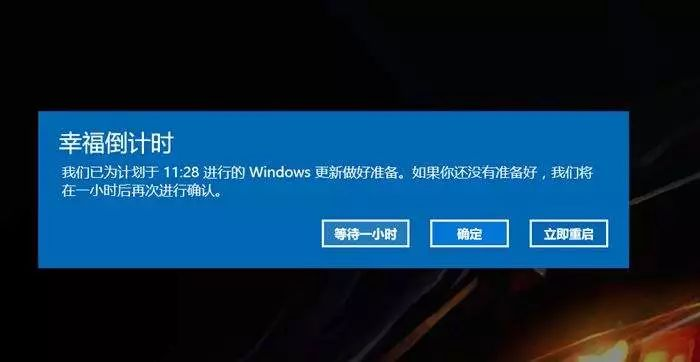 幸福倒计时
我们已为计划于 11:28 进行的 Windows 更新做好准备。如果你还没有准备好，我们将
在一小时后再次进行确认。
等待一小时 确定 立即重启